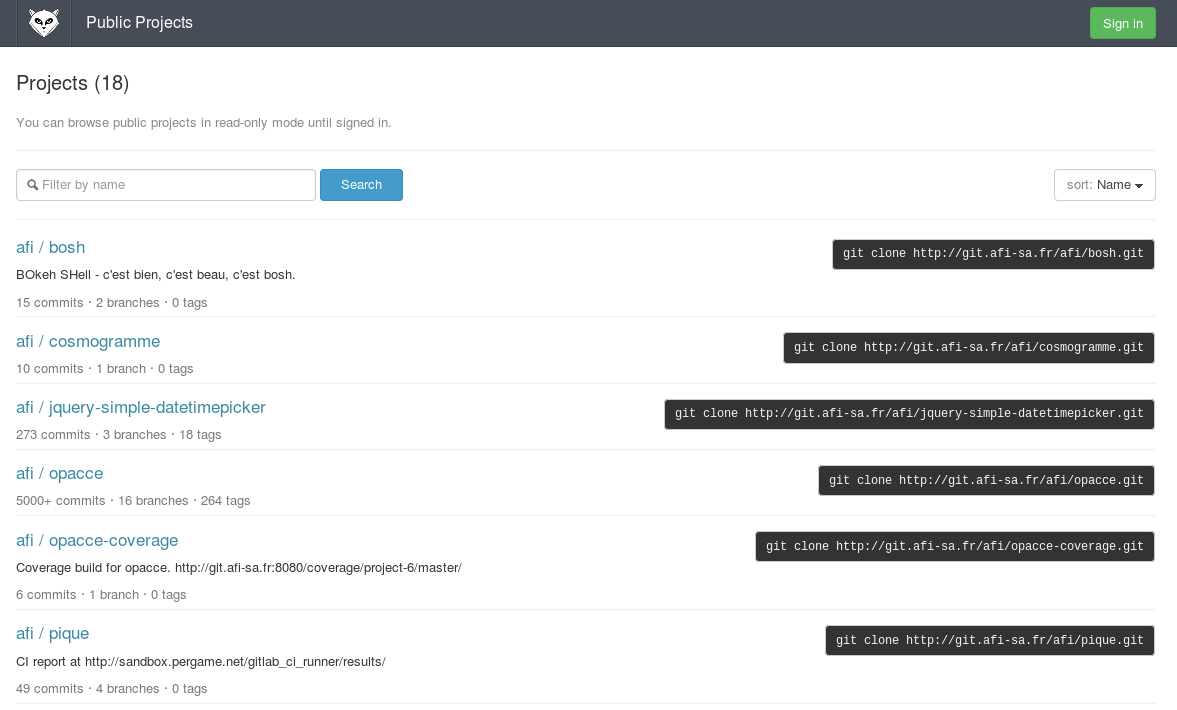 Public Projects
Sign in
Projects (18)
You can browse public projects in read-only mode until signed in.
Filter by name
Search
sort: Name
afi / bosh
git clone http://git.afi-sa.fr/afi/bosh.git
BOkeh SHell - c'est bien, c'est beau, c'est bosh.
15 commits · 2 branches · 0 tags
afi / cosmogramme
git clone http://git.afi-sa.fr/afi/cosmogramme.git
10 commits · 1 branch · 0 tags
afi / jquery-simple-datetimepicker
git clone http://git.afi-sa.fr/afi/jquery-simple-datetimepicker.git
273 commits · 3 branches · 18 tags
afi / opacce
git clone http://git.afi-sa.fr/afi/opacce.git
5000+ commits · 16 branches · 264 tags
afi / opacce-coverage
git clone http://git.afi-sa.fr/afi/opacce-coverage.git
Coverage build for opacce. http://git.afi-sa.fr:8080/coverage/project-6/master/
6 commits · 1 branch · 0 tags
afi / pique
git clone http://git.afi-sa.fr/afi/pique.git
CI report at http://sandbox.pergame.net/gitlab_ci_runner/results/
49 commits · 4 branches · 0 tags